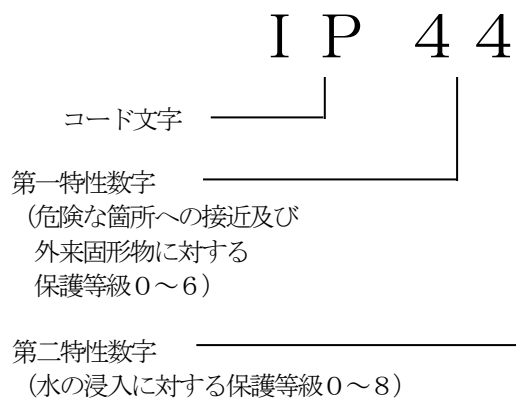 ＩＰ ４４
コード文字
第一特性数字
（危険な箇所への接近及び
外来固形物に対する
保護等級０～６）
第二特性数字
（水の浸入に対する保護等級０～８）